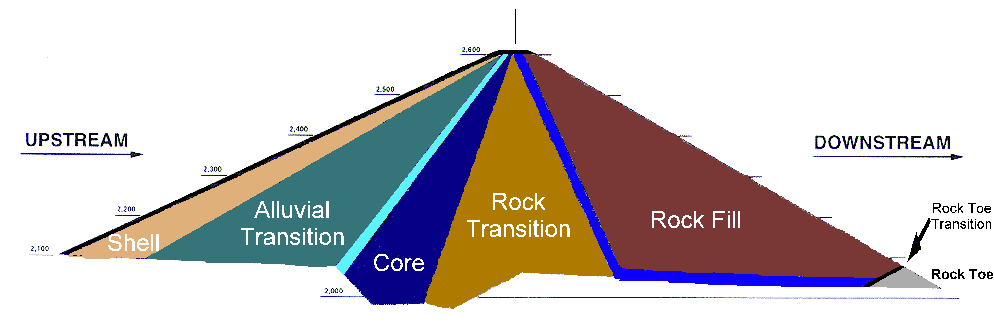 2,600
2,500
2,400
2,300
2,200
2,100
2,000
UPSTREAM
DOWNSTREAM
Shell
Alluvial
Transition
Core
Rock
Transition
Rock Fill
Rock Toe
Transition
Rock Toe